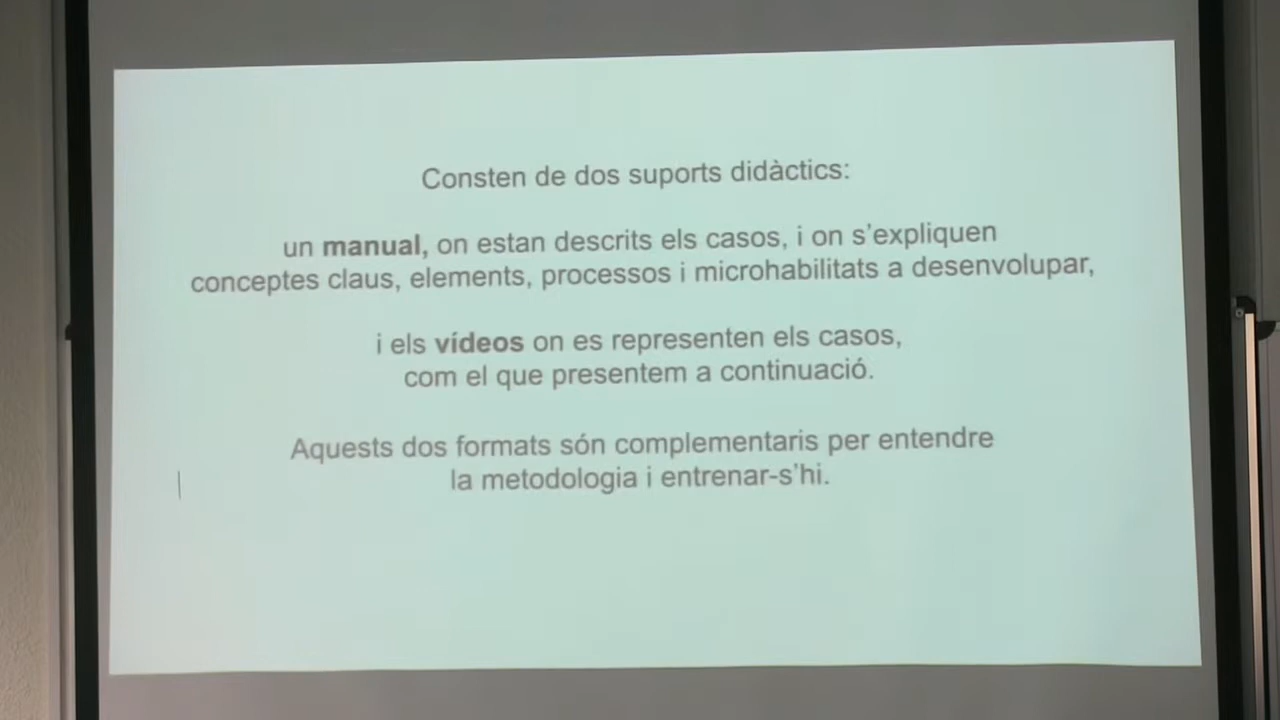 Consten de dos suports didàctics:
un manual, on estan descrits els casos, i on s'expliquen
conceptes claus, elements, processos i microhabilitats a desenvolupar,
i els vídeos on es representen els casos,
com el que presentem a continuació.
Aquests dos formats són complementaris per entendre
la metodologia i entrenar-s'hi.